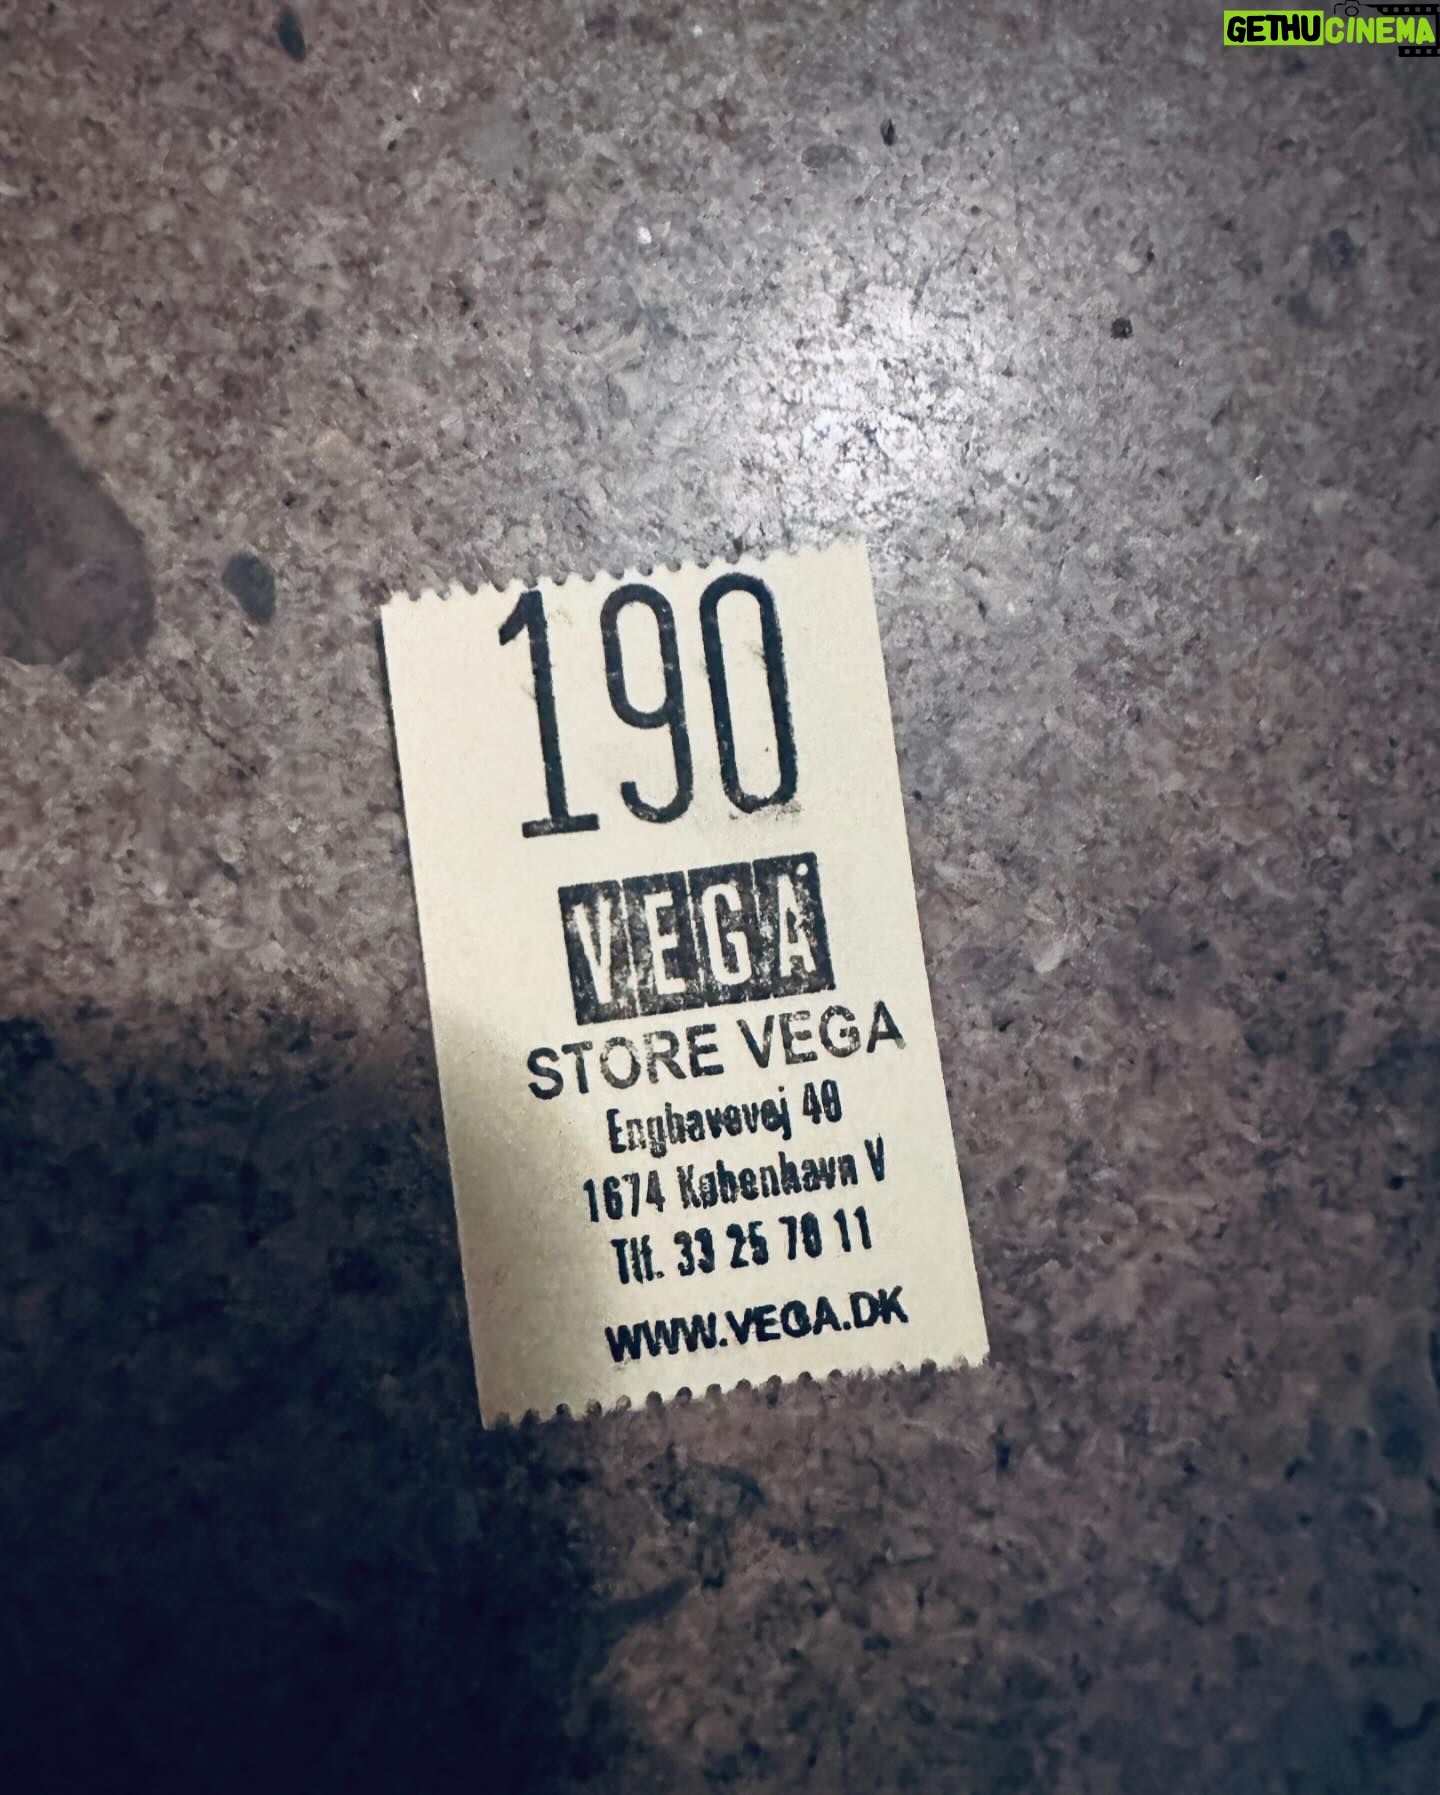 GETHUCINEMA
190
VEGA
STORE VEGA
Enghavevej 40
1674 København V
Tlf. 33 25 70 11
WWW.VEGA.DK